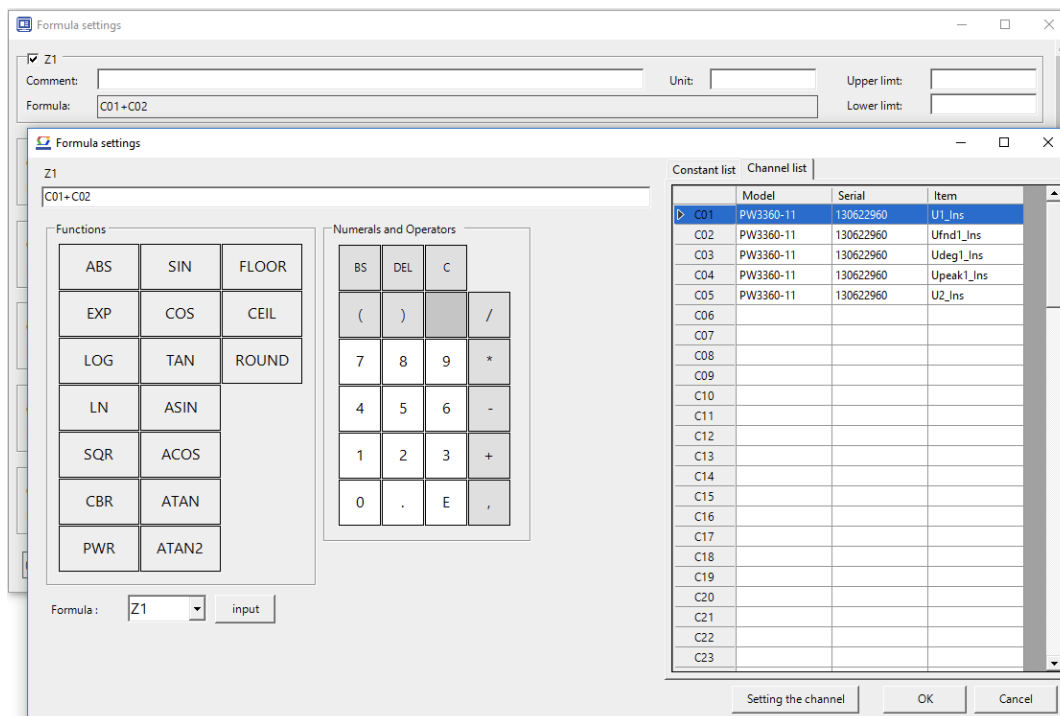 Formula settings
Z1
Comment:
Unit:
Upper limt:
Formula:
C01+C02
Lower limt:
Formula settings
Z1
C01+C02
Functions
ABS SIN FLOOR
EXP COS CEIL
LOG TAN ROUND
LN ASIN
SQR ACOS
CBR ATAN
PWR ATAN2
Numerals and Operators
BS DEL C
( ) /
7 8 9 *
4 5 6 -
1 2 3 +
0 . E ,
Formula :
Z1
input
Constant list Channel list
Model Serial Item
C01 PW3360-11 130622960 U1_Ins
C02 PW3360-11 130622960 Ufnd1_Ins
C03 PW3360-11 130622960 Udeg1_Ins
C04 PW3360-11 130622960 Upeak1_Ins
C05 PW3360-11 130622960 U2_Ins
C06
C07
C08
C09
C10
C11
C12
C13
C14
C15
C16
C17
C18
C19
C20
C21
C22
C23
Setting the channel
OK
Cancel